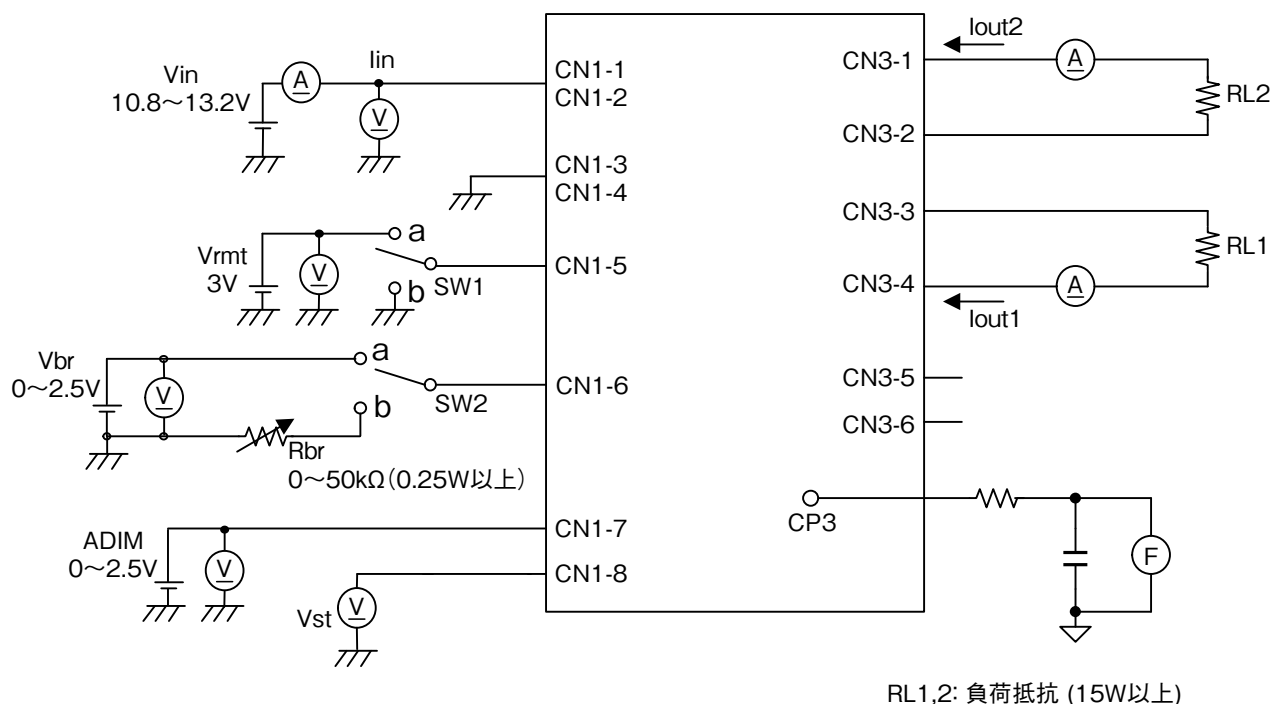 Vin
10.8～13.2V
A
Iin
V
CN1-1
CN1-2
CN1-3
CN1-4
Vrmt
3V
V
a
b
SW1
CN1-5
Vbr
0～2.5V
V
a
b
SW2
CN1-6
Rbr
0～50kΩ（0.25W以上）
ADIM
0～2.5V
V
CN1-7
CN1-8
Vst
V
Iout2
CN3-1
A
RL2
CN3-2
CN3-3
RL1
CN3-4
A
Iout1
CN3-5
CN3-6
CP3
F
RL1,2: 負荷抵抗 (15W以上)